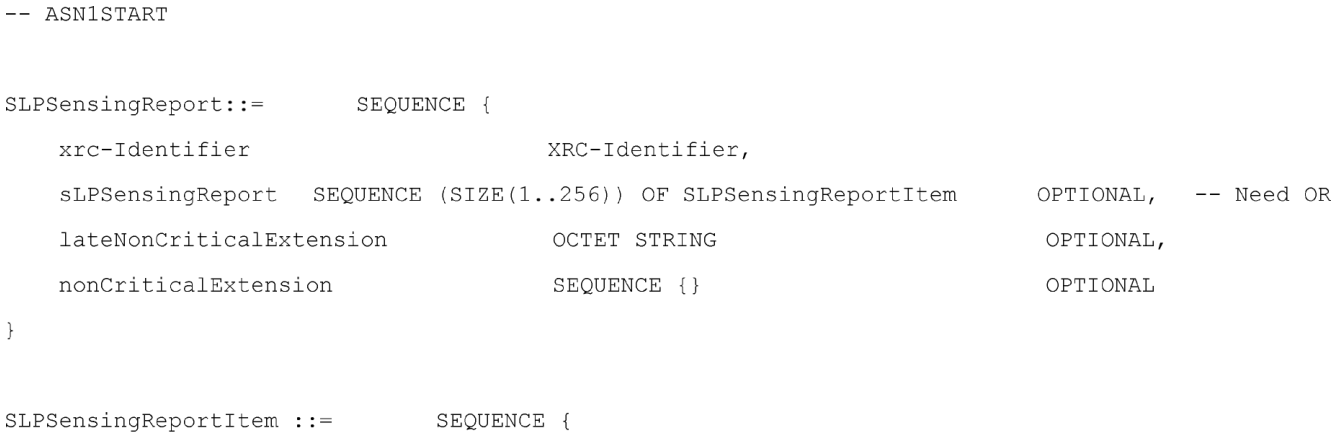 -- ASN1START
SLPSensingReport::= SEQUENCE {
xrc-Identifier XRC-Identifier,
sLPSensingReport SEQUENCE (SIZE(1..256)) OF SLPSensingReportItem OPTIONAL, -- Need OR
lateNonCriticalExtension OCTET STRING OPTIONAL,
nonCriticalExtension SEQUENCE {} OPTIONAL
}
SLPSensingReportItem ::= SEQUENCE {